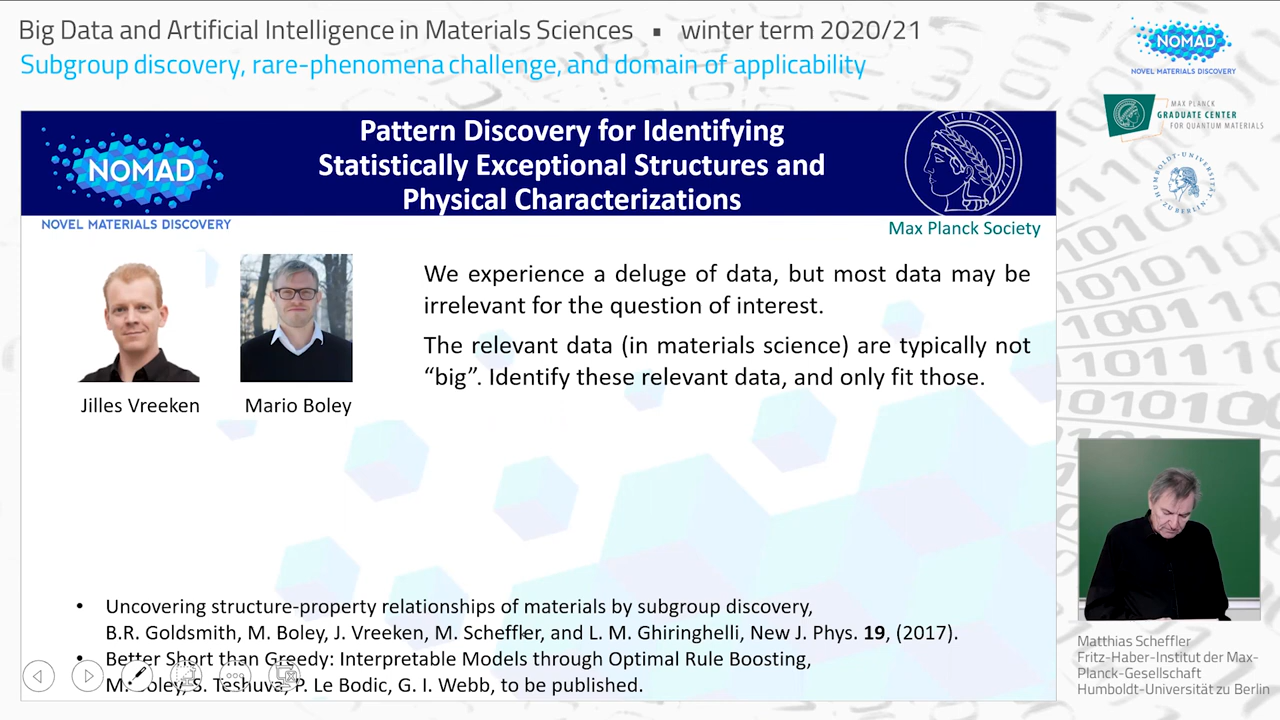 Big Data and Artificial Intelligence in Materials Sciences ▪ winter term 2020/21
Subgroup discovery, rare-phenomena challenge, and domain of applicability
NOMAD
NOVEL MATERIALS DISCOVERY
MAX PLANCK
GRADUATE CENTER
FOR QUANTUM MATERIALS
HUMBOLDT-UNIVERSITÄT ZU BERLIN
NOMAD
NOVEL MATERIALS DISCOVERY
Pattern Discovery for Identifying
Statistically Exceptional Structures and
Physical Characterizations
Max Planck Society
Jilles Vreeken
Mario Boley
We experience a deluge of data, but most data may be
irrelevant for the question of interest.
The relevant data (in materials science) are typically not
“big”. Identify these relevant data, and only fit those.
• Uncovering structure-property relationships of materials by subgroup discovery,
B.R. Goldsmith, M. Boley, J. Vreeken, M. Scheffler, and L. M. Ghiringhelli, New J. Phys. 19, (2017).
• Better Short than Greedy: Interpretable Models through Optimal Rule Boosting,
M. Boley, S. Teshuva, P. Le Bodic, G. I. Webb, to be published.
Matthias Scheffler
Fritz-Haber-Institut der Max-
Planck-Gesellschaft
Humboldt-Universität zu Berlin